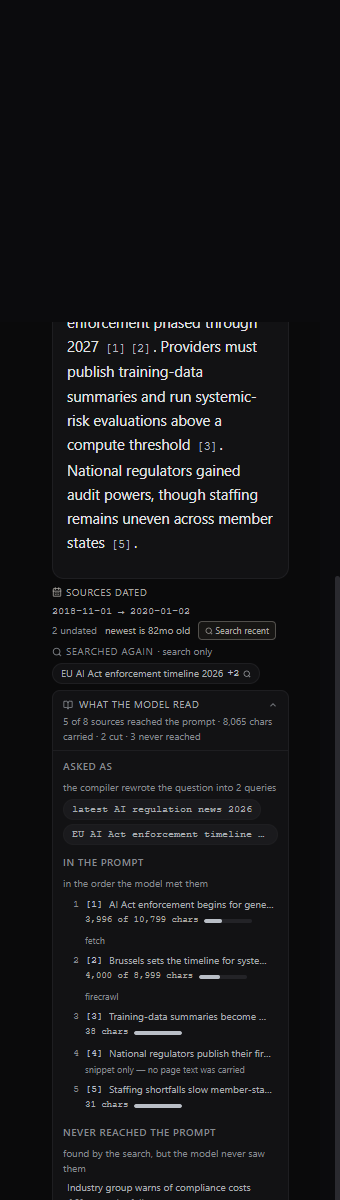 enforcement phased through
2027 [1] [2]. Providers must
publish training-data
summaries and run systemic-
risk evaluations above a
compute threshold [3].
National regulators gained
audit powers, though staffing
remains uneven across member
states [5].
SOURCES DATED
2018-11-01 → 2020-01-02
2 undated newest is 82mo old Search recent
SEARCHED AGAIN · search only
EU AI Act enforcement timeline 2026 +2
WHAT THE MODEL READ
5 of 8 sources reached the prompt · 8,065 chars
carried · 2 cut · 3 never reached
ASKED AS
the compiler rewrote the question into 2 queries
latest AI regulation news 2026
EU AI Act enforcement timeline …
IN THE PROMPT
in the order the model met them
1 [1] AI Act enforcement begins for gene…
3,996 of 10,799 chars
fetch
2 [2] Brussels sets the timeline for syste…
4,000 of 8,999 chars
firecrawl
3 [3] Training-data summaries become …
38 chars
4 [4] National regulators publish their fir…
snippet only — no page text was carried
5 [5] Staffing shortfalls slow member-sta…
31 chars
NEVER REACHED THE PROMPT
found by the search, but the model never saw
them
Industry group warns of compliance costs